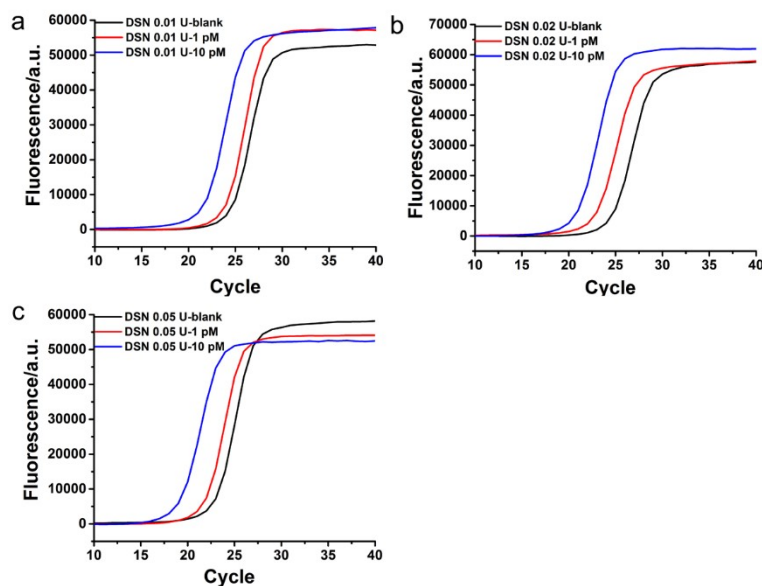 a
DSN 0.01 U-blank
DSN 0.01 U-1 pM
DSN 0.01 U-10 pM
60000
50000
40000
30000
20000
10000
0
Fluorescence/a.u.
10 15 20 25 30 35 40
Cycle
b
DSN 0.02 U-blank
DSN 0.02 U-1 pM
DSN 0.02 U-10 pM
70000
60000
50000
40000
30000
20000
10000
0
Fluorescence/a.u.
10 15 20 25 30 35 40
Cycle
c
DSN 0.05 U-blank
DSN 0.05 U-1 pM
DSN 0.05 U-10 pM
60000
50000
40000
30000
20000
10000
0
Fluorescence/a.u.
10 15 20 25 30 35 40
Cycle